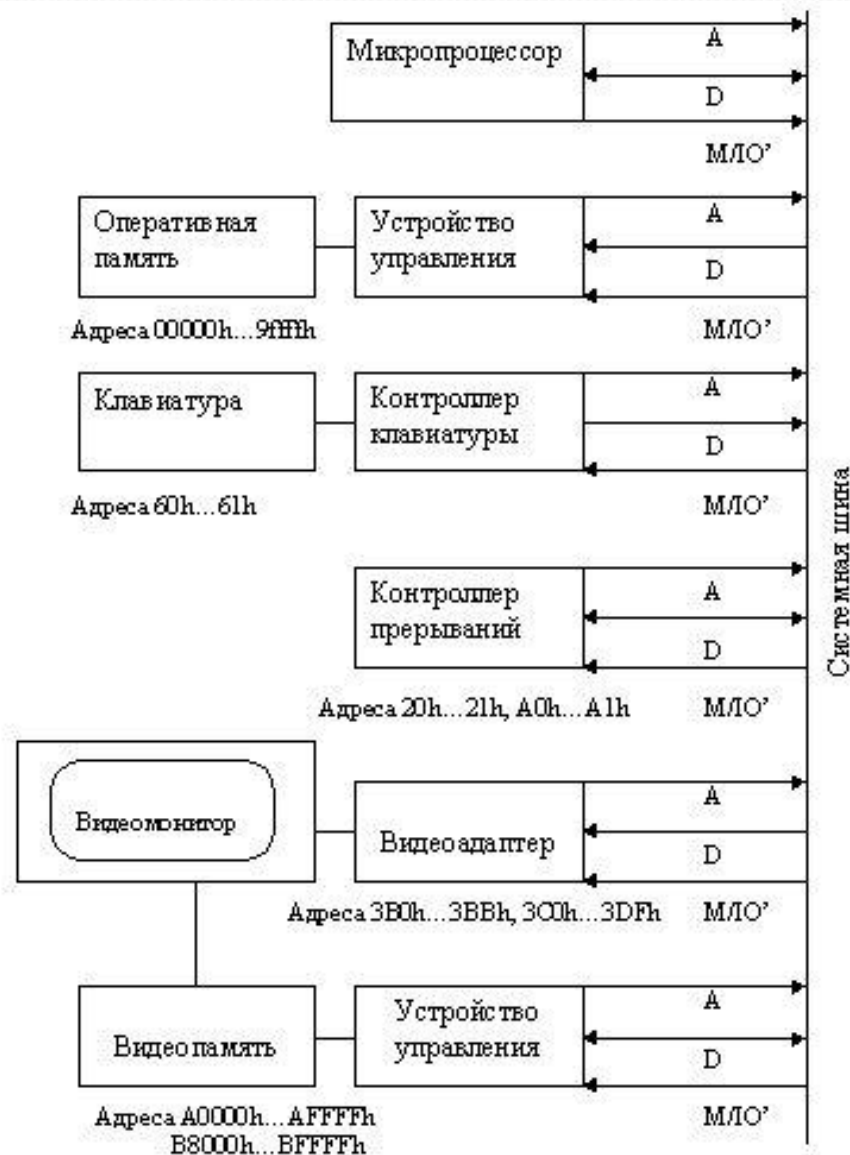 Микропроцессор
A
D
М/IO’
Оперативная
память
Устройство
управления
A
D
Адреса 00000h...9ffffh
М/IO’
Клавиатура
Контроллер
клавиатуры
A
D
Адреса 60h...61h
М/IO’
Контроллер
прерываний
A
D
Адреса 20h...21h, A0h...A1h
М/IO’
Видеомонитор
Видеоадаптер
A
D
Адреса 3B0h...3BBh, 3C0h...3DFh
М/IO’
Видеопамять
Устройство
управления
A
D
Адреса A0000h...AFFFFh
B8000h...BFFFFh
М/IO’
Системная шина